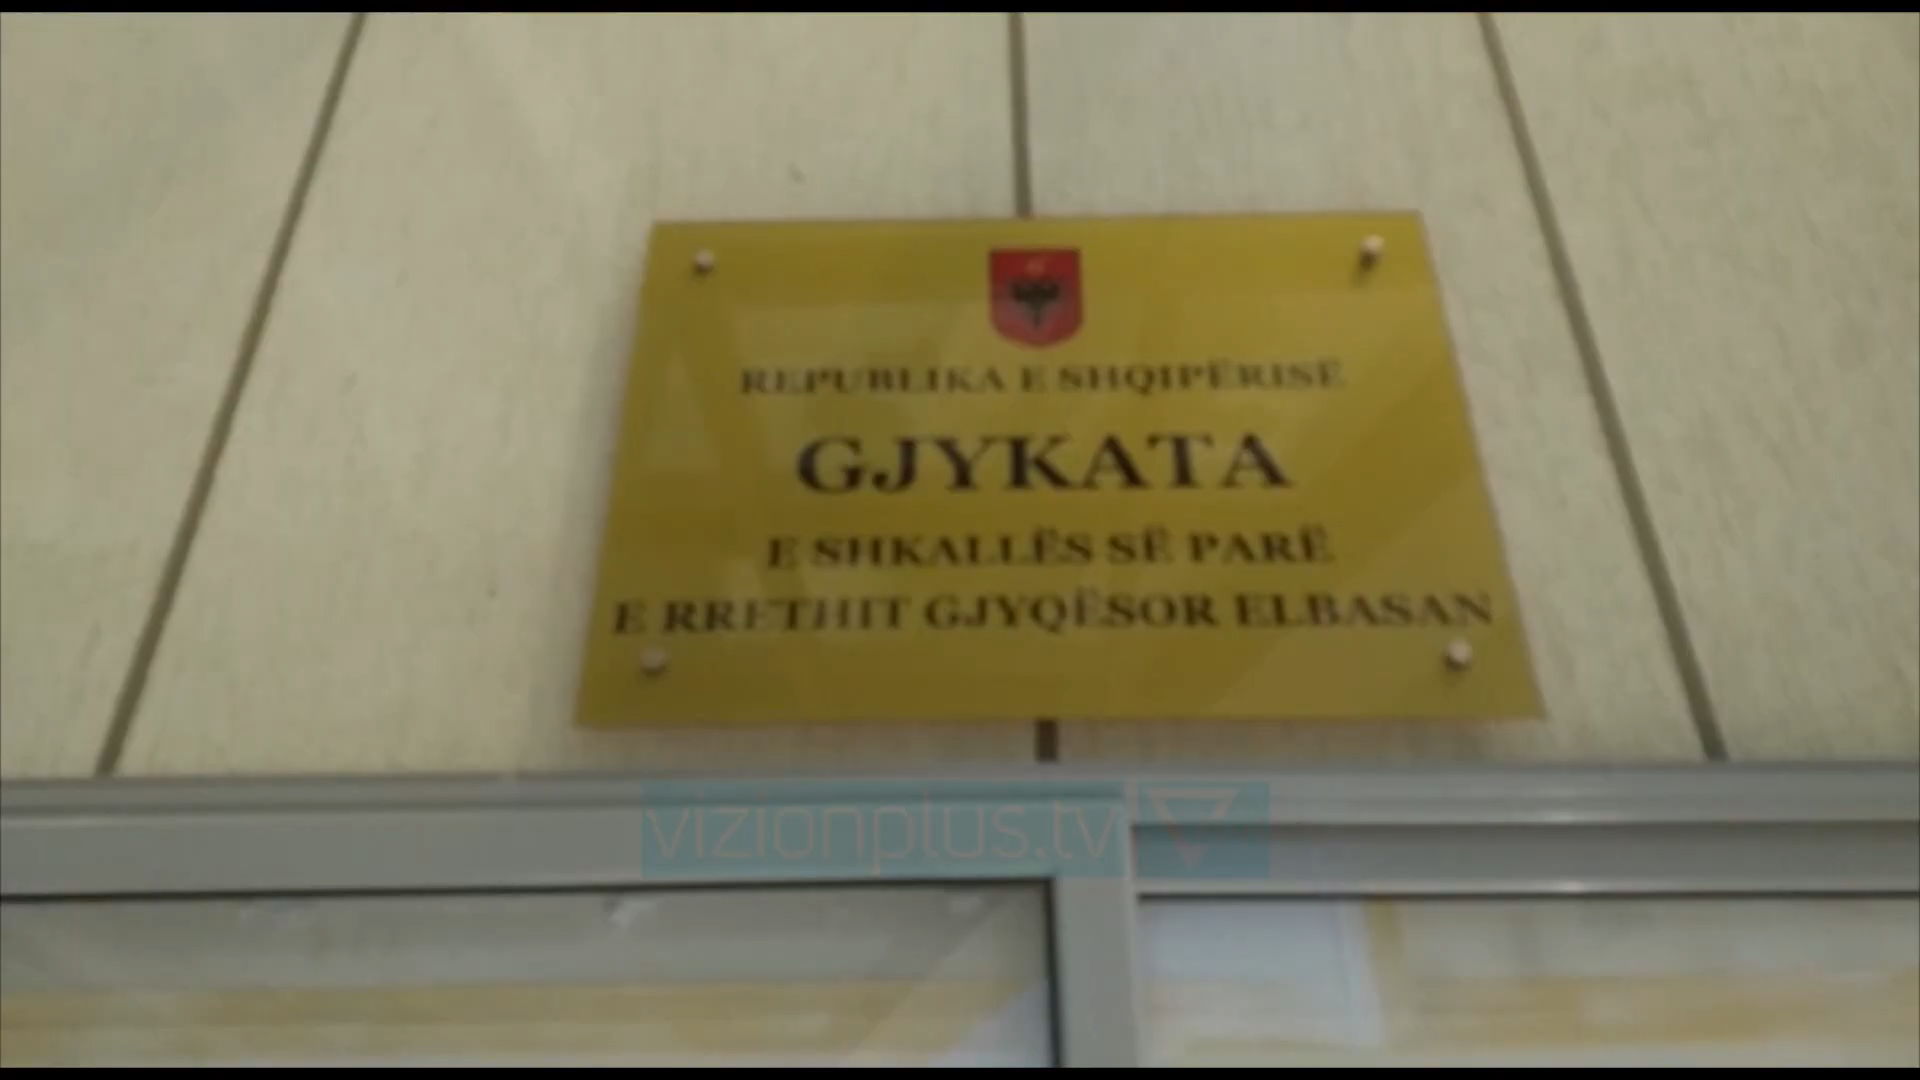 REPUBLIKA E SHQIPËRISË
GJYKATA
E SHKALLËS SË PARË
E RRETHIT GJYQËSOR ELBASAN
vizionplus.tv